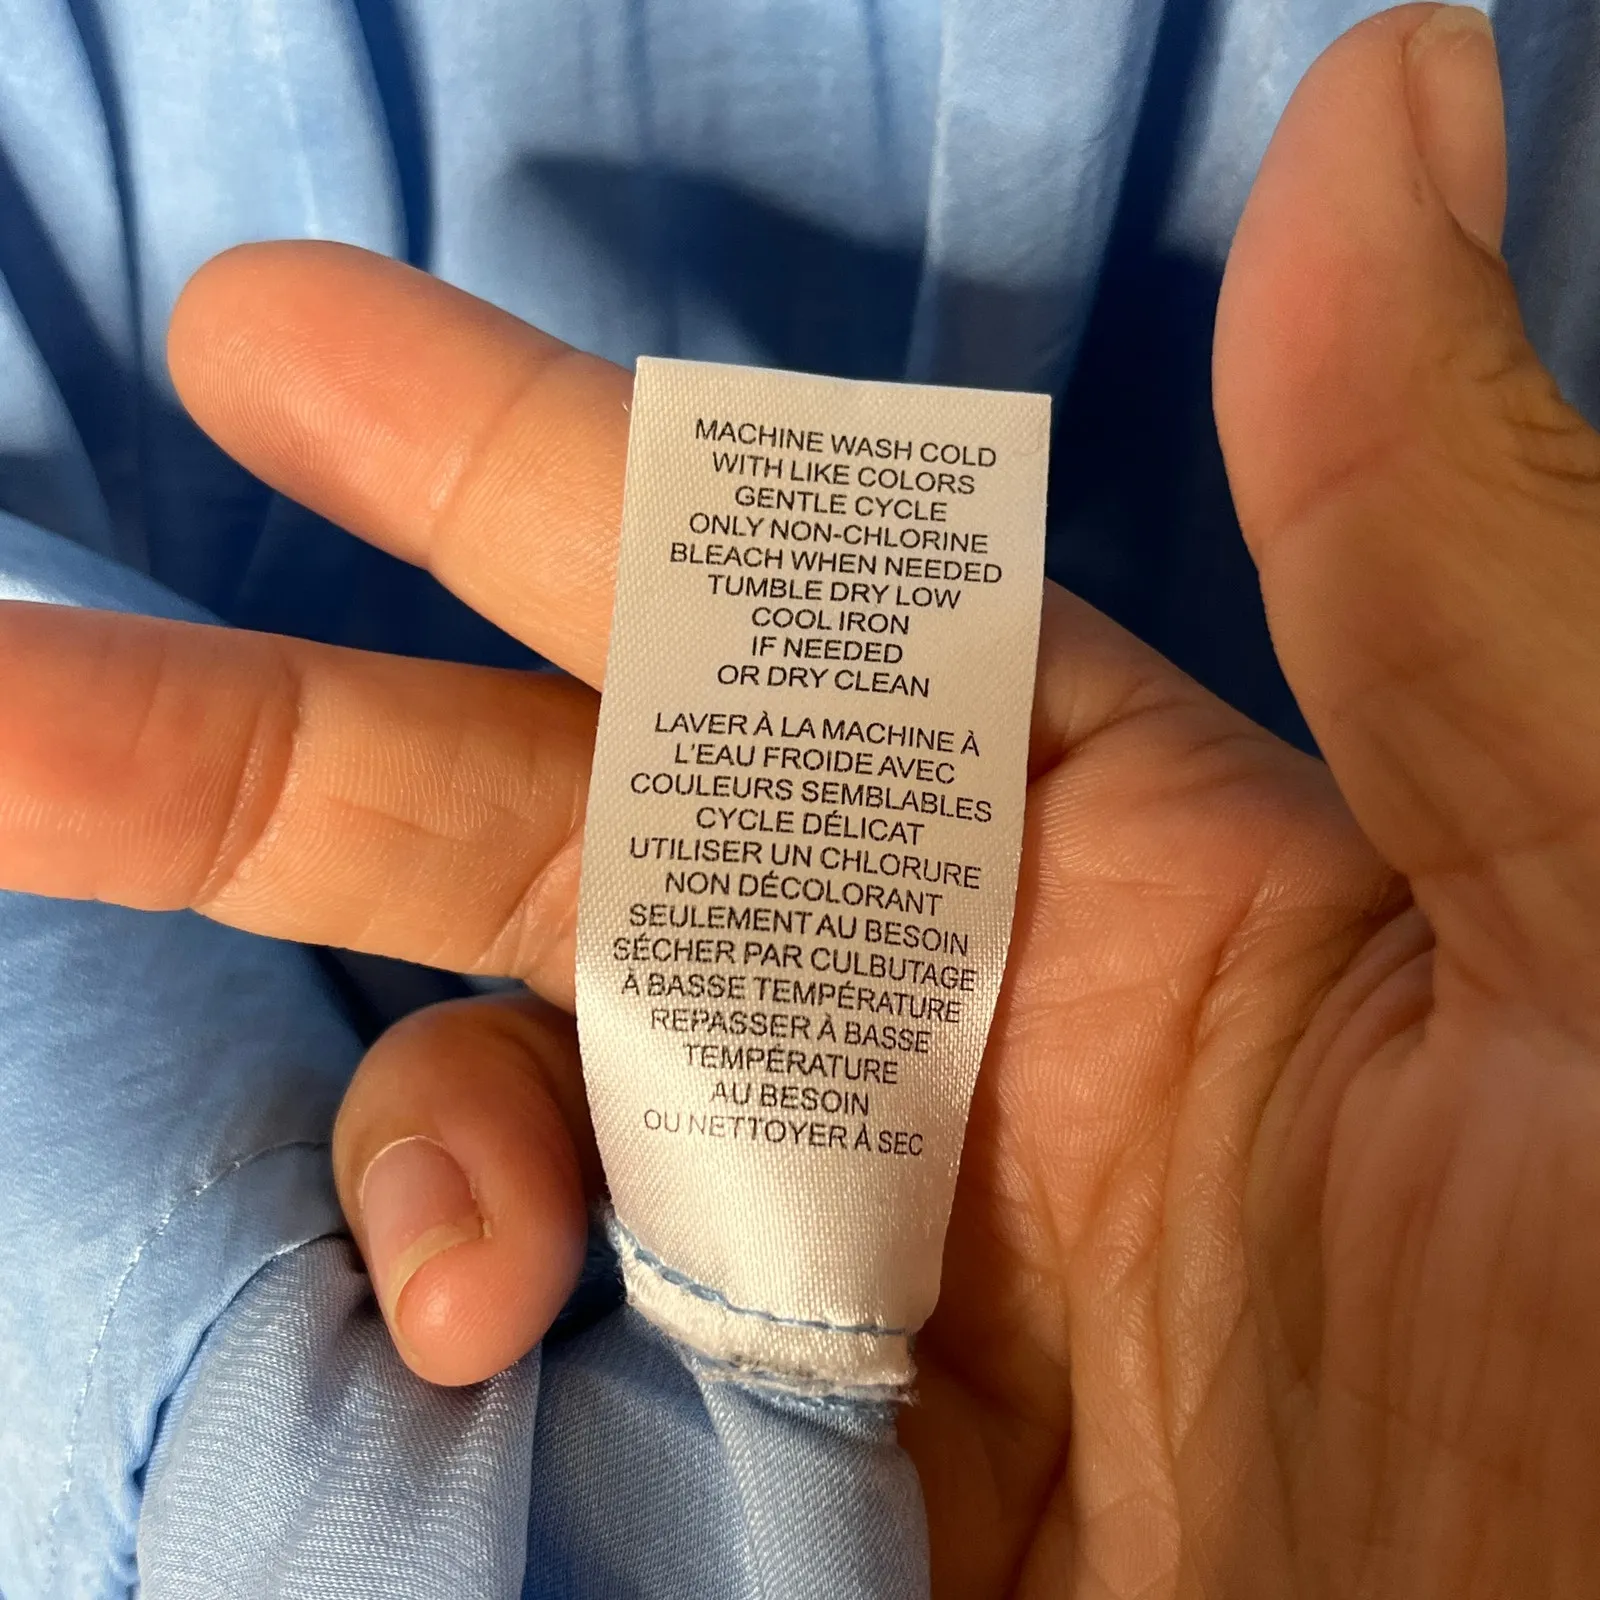 MACHINE WASH COLD
WITH LIKE COLORS
GENTLE CYCLE
ONLY NON-CHLORINE
BLEACH WHEN NEEDED
TUMBLE DRY LOW
COOL IRON
IF NEEDED
OR DRY CLEAN
LAVER À LA MACHINE À
L'EAU FROIDE AVEC
COULEURS SEMBLABLES
CYCLE DÉLICAT
UTILISER UN CHLORURE
NON DÉCOLORANT
SEULEMENT AU BESOIN
SÉCHER PAR CULBUTAGE
À BASSE TEMPÉRATURE
REPASSER À BASSE
TEMPÉRATURE
AU BESOIN
OU NETTOYER À SEC